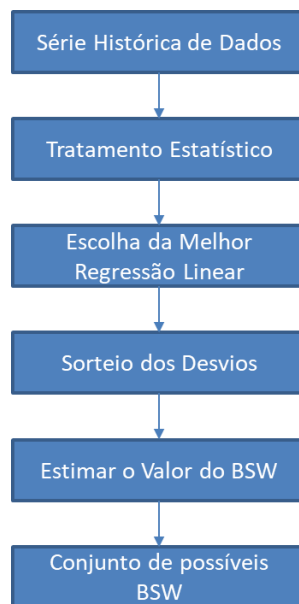 Série Histórica de Dados
Tratamento Estatístico
Escolha da Melhor
Regressão Linear
Sorteio dos Desvios
Estimar o Valor do BSW
Conjunto de possíveis
BSW